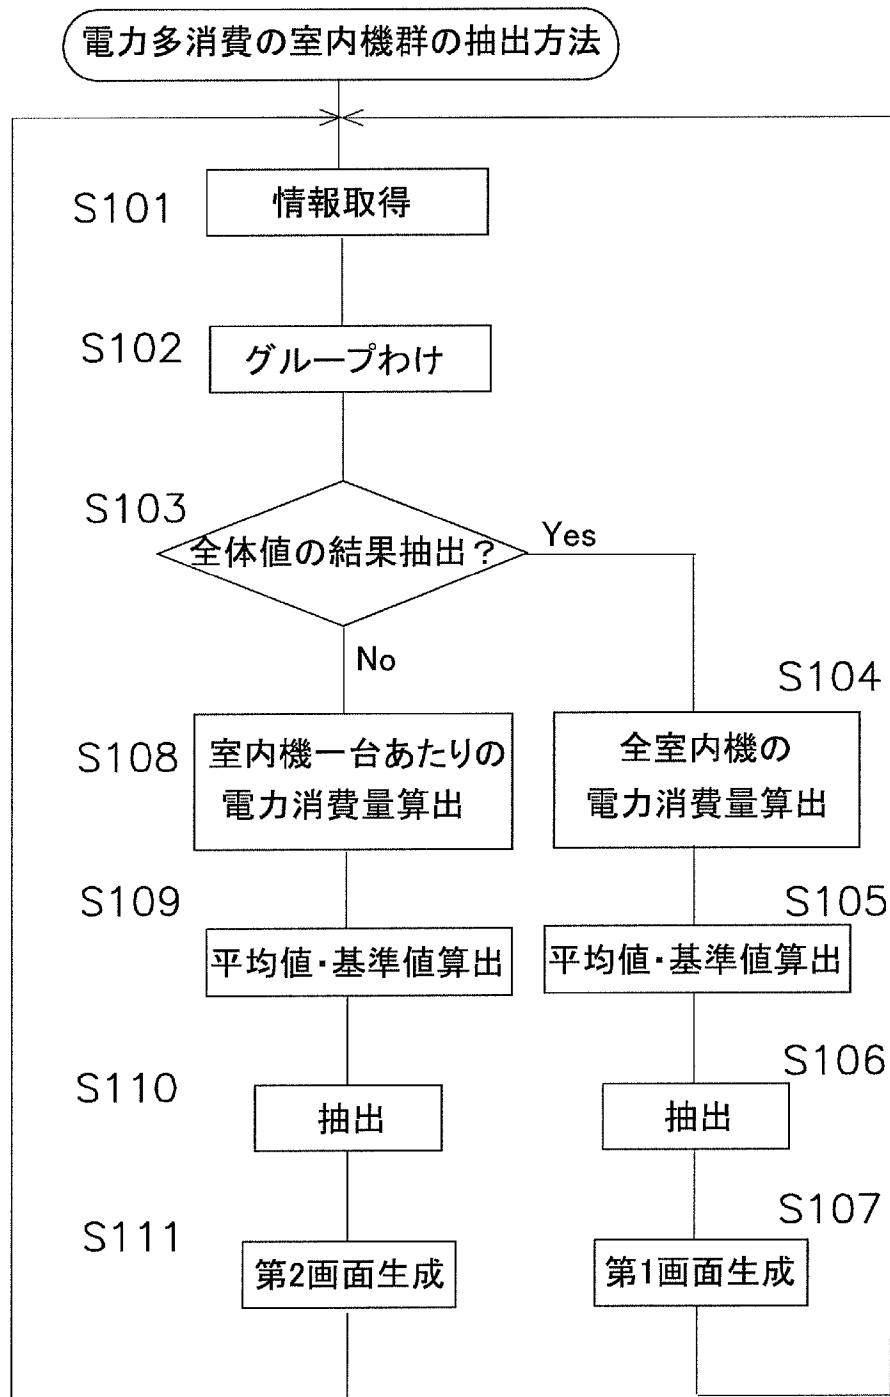 電力多消費の室内機群の抽出方法
S101
情報取得
S102
グループわけ
S103
全体値の結果抽出？
Yes
No
S104
全室内機の
電力消費量算出
S108
室内機一台あたりの
電力消費量算出
S109
平均値・基準値算出
S105
平均値・基準値算出
S110
抽出
S106
抽出
S111
第2画面生成
S107
第1画面生成